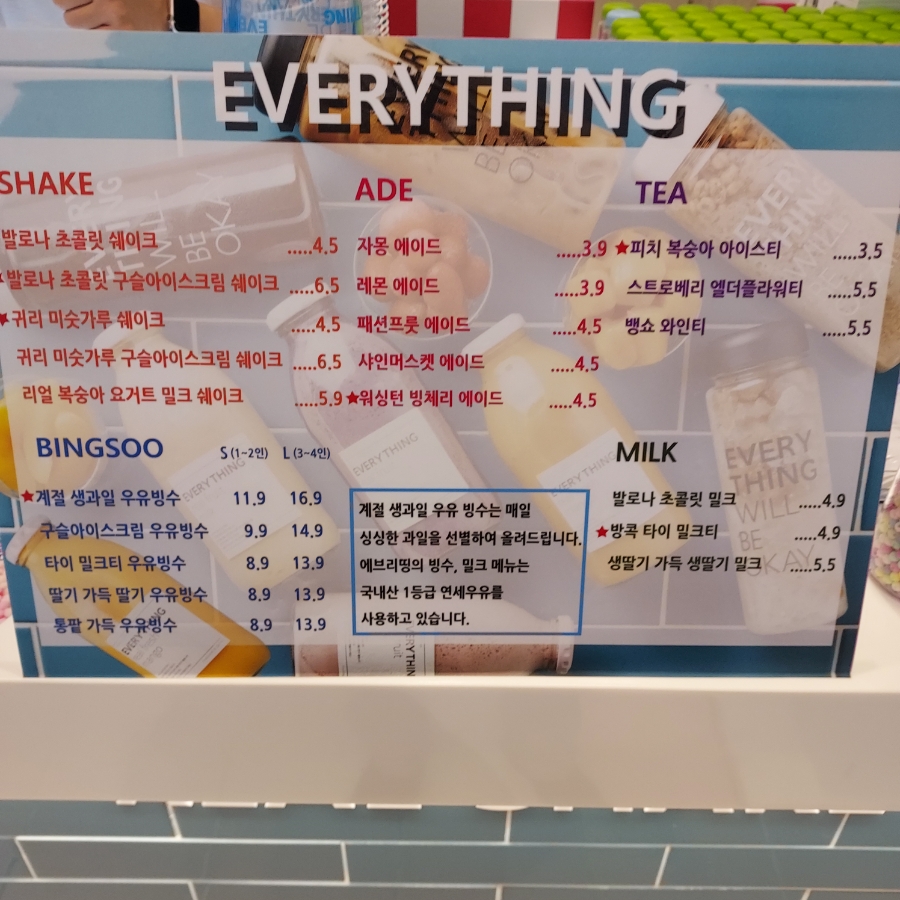 EVERYTHING
SHAKE
발로나 초콜릿 쉐이크 .....4.5
★발로나 초콜릿 구슬아이스크림 쉐이크 .....6.5
★귀리 미숫가루 쉐이크 .....4.5
귀리 미숫가루 구슬아이스크림 쉐이크 .....6.5
리얼 복숭아 요거트 밀크 쉐이크 .....5.9
ADE
자몽 에이드 .....3.9
레몬 에이드 .....3.9
패션프룻 에이드 .....4.5
샤인머스켓 에이드 .....4.5
★워싱턴 빙체리 에이드 .....4.5
TEA
★피치 복숭아 아이스티 .....3.5
스트로베리 엘더플라워티 .....5.5
뱅쇼 와인티 .....5.5
BINGSOO S (1~2인) L (3~4인)
★계절 생과일 우유빙수 11.9 16.9
구슬아이스크림 우유빙수 9.9 14.9
타이 밀크티 우유빙수 8.9 13.9
딸기 가득 딸기 우유빙수 8.9 13.9
통팥 가득 우유빙수 8.9 13.9
계절 생과일 우유 빙수는 매일
싱싱한 과일을 선별하여 올려드립니다.
에브리띵의 빙수, 밀크 메뉴는
국내산 1등급 연세우유를
사용하고 있습니다.
MILK
발로나 초콜릿 밀크 .....4.9
★방콕 타이 밀크티 .....4.9
생딸기 가득 생딸기 밀크 .....5.5
EVERY
THING
WILL
BE
OKAY
EVERYTHING
EVERYTHING
EVERYTHING